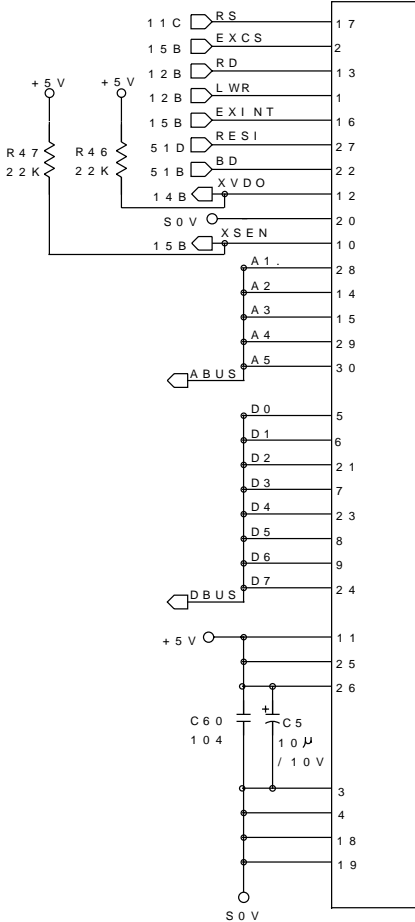 11C RS 17
15B EXCS 2
12B RD 13
+5V +5V 12B LWR 1
15B EXINT 16
R47 R46 51D RESI 27
22K 22K 51B BD 22
14B XVDO 12
S0V 20
15B XSEN 10
A1. 28
A2 14
A3 15
A4 29
A5 30
ABUS
D0 5
D1 6
D2 21
D3 7
D4 23
D5 8
D6 9
D7 24
DBUS
+5V 11
25
26
C60 + C5
104 10μ
/10V
3
4
18
19
S0V